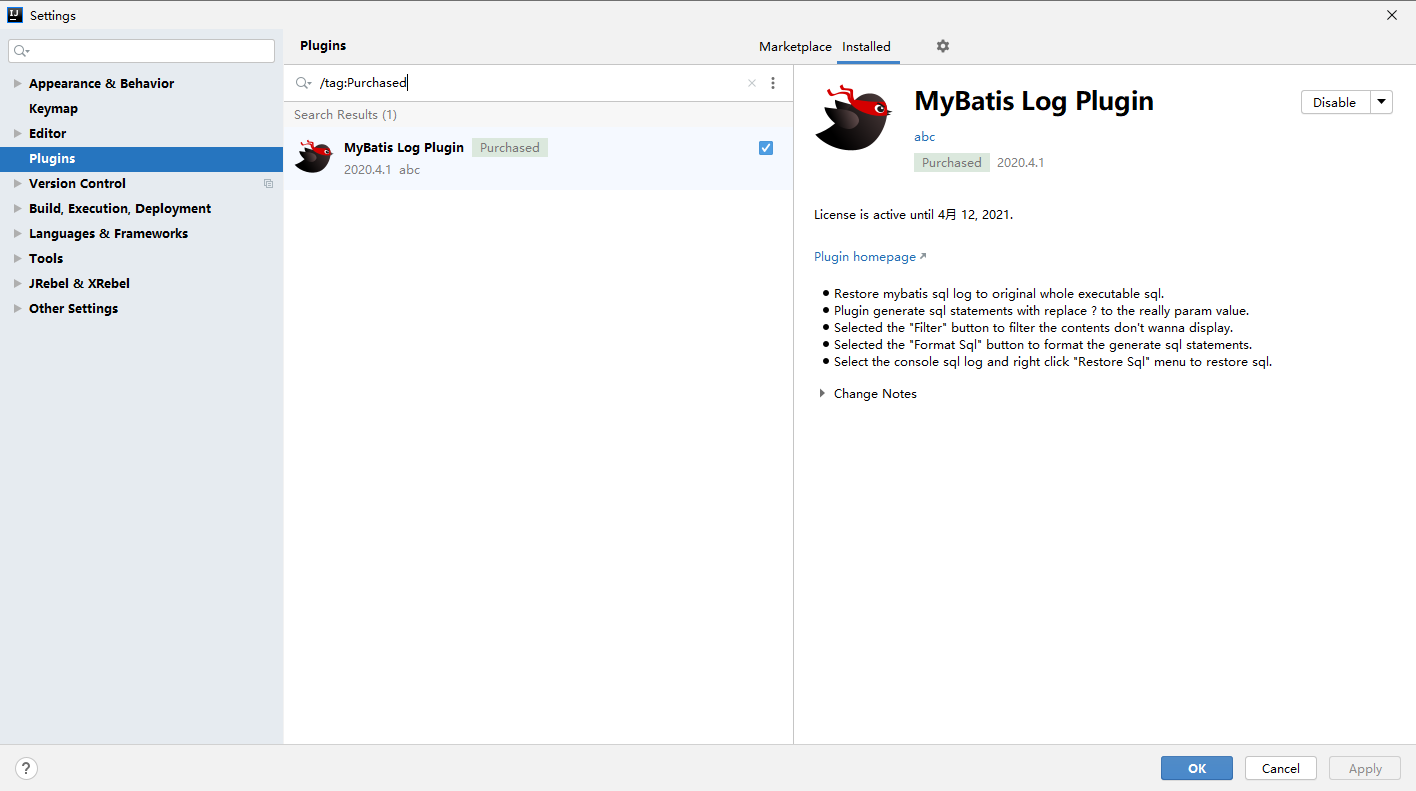 IJ
Settings
Appearance & Behavior
Keymap
Editor
Plugins
Version Control
Build, Execution, Deployment
Languages & Frameworks
Tools
JRebel & XRebel
Other Settings
Plugins
Marketplace
Installed
/tag:Purchased
Search Results (1)
MyBatis Log Plugin Purchased
2020.4.1 abc
MyBatis Log Plugin
Disable
abc
Purchased 2020.4.1
License is active until 4月 12, 2021.
Plugin homepage
Restore mybatis sql log to original whole executable sql.
Plugin generate sql statements with replace ? to the really param value.
Selected the "Filter" button to filter the contents don't wanna display.
Selected the "Format Sql" button to format the generate sql statements.
Select the console sql log and right click "Restore Sql" menu to restore sql.
Change Notes
?
OK
Cancel
Apply